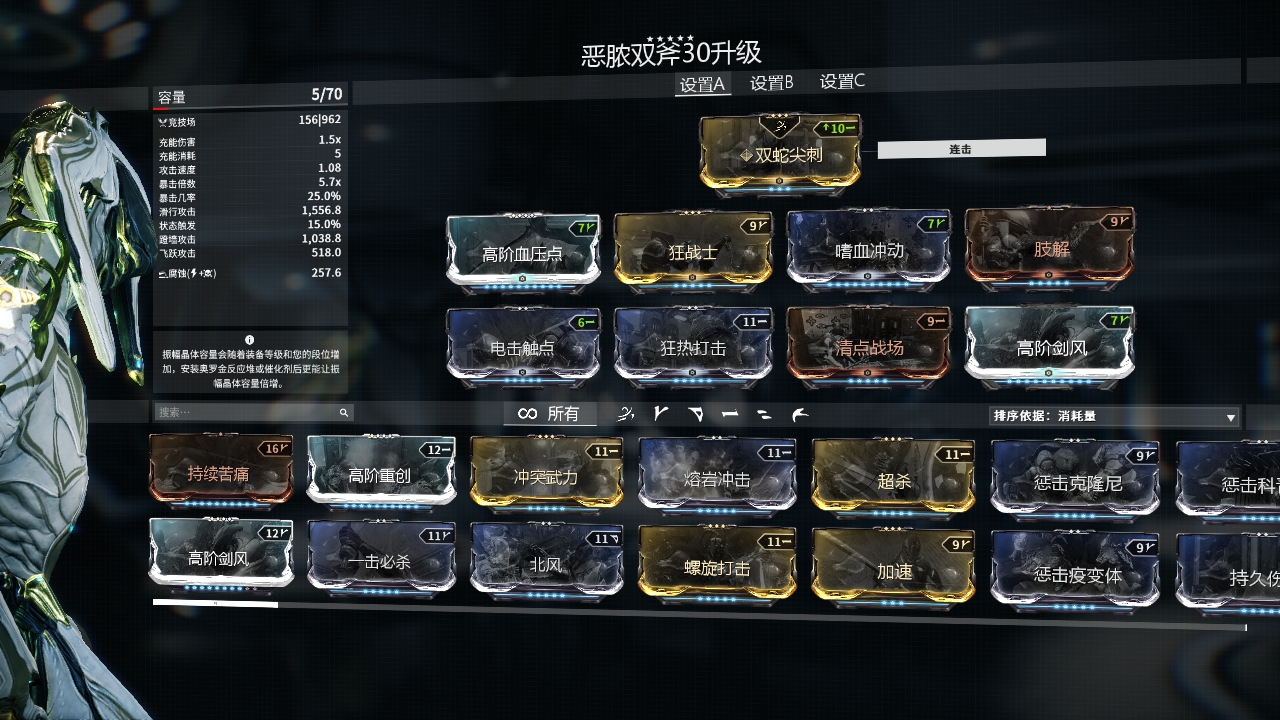 恶脓双斧30升级
设置A 设置B 设置C
容量 5/70
竞技场 156|962
充能伤害 1.5x
充能消耗 5
攻击速度 1.08
暴击倍数 5.7x
暴击几率 25.0%
滑行攻击 1,556.8
状态触发 15.0%
蹬墙攻击 1,038.8
飞跃攻击 518.0
腐蚀(+) 257.6
振幅晶体容量会随着装备等级和您的段位增
加，安装奥罗金反应堆或催化剂后更能让振
幅晶体容量倍增。
10
双蛇尖刺
连击
7 9 7 9
高阶血压点 狂战士 嗜血冲动 肢解
6 11 9 7
电击触点 狂热打击 清点战场 高阶剑风
搜索…
所有
排序依据：消耗量
16 12 11 11 11 9
持续苦痛 高阶重创 冲突武力 熔岩冲击 超杀 惩击克隆尼 惩击科
12 11 11 11 9 9
高阶剑风 一击必杀 北风 螺旋打击 加速 惩击疫变体 持久